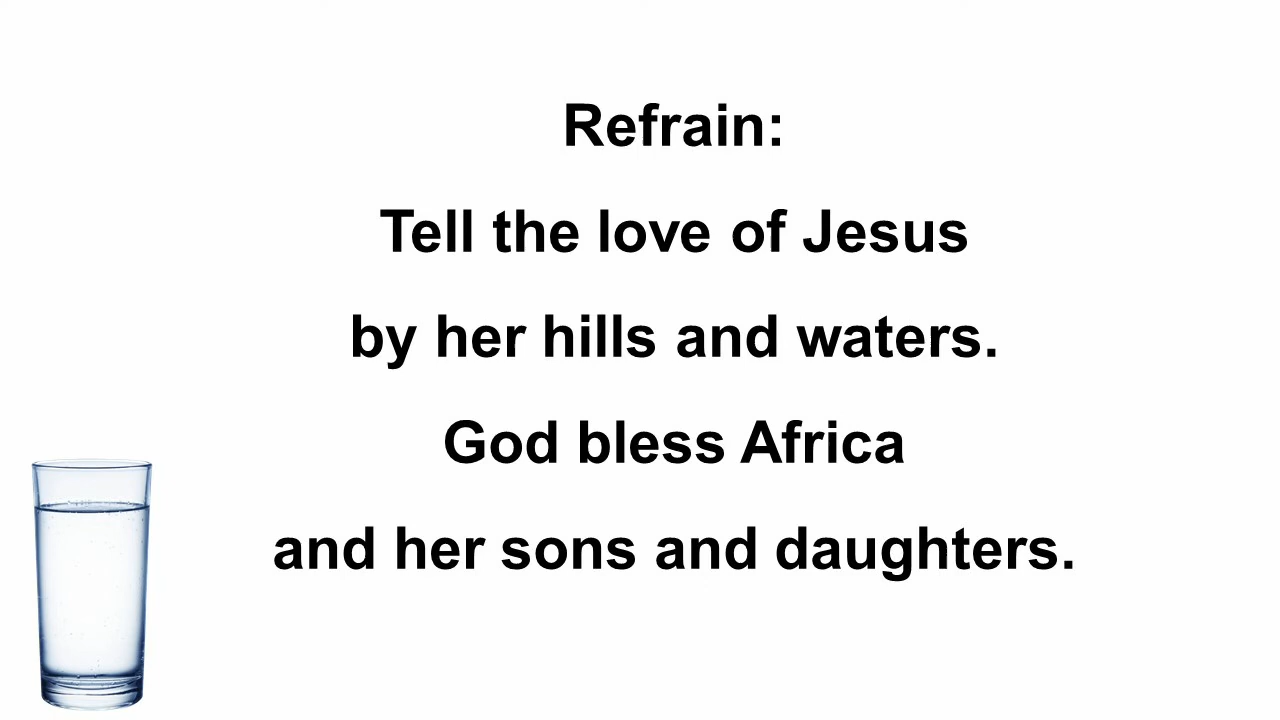 Refrain:
Tell the love of Jesus
by her hills and waters.
God bless Africa
and her sons and daughters.